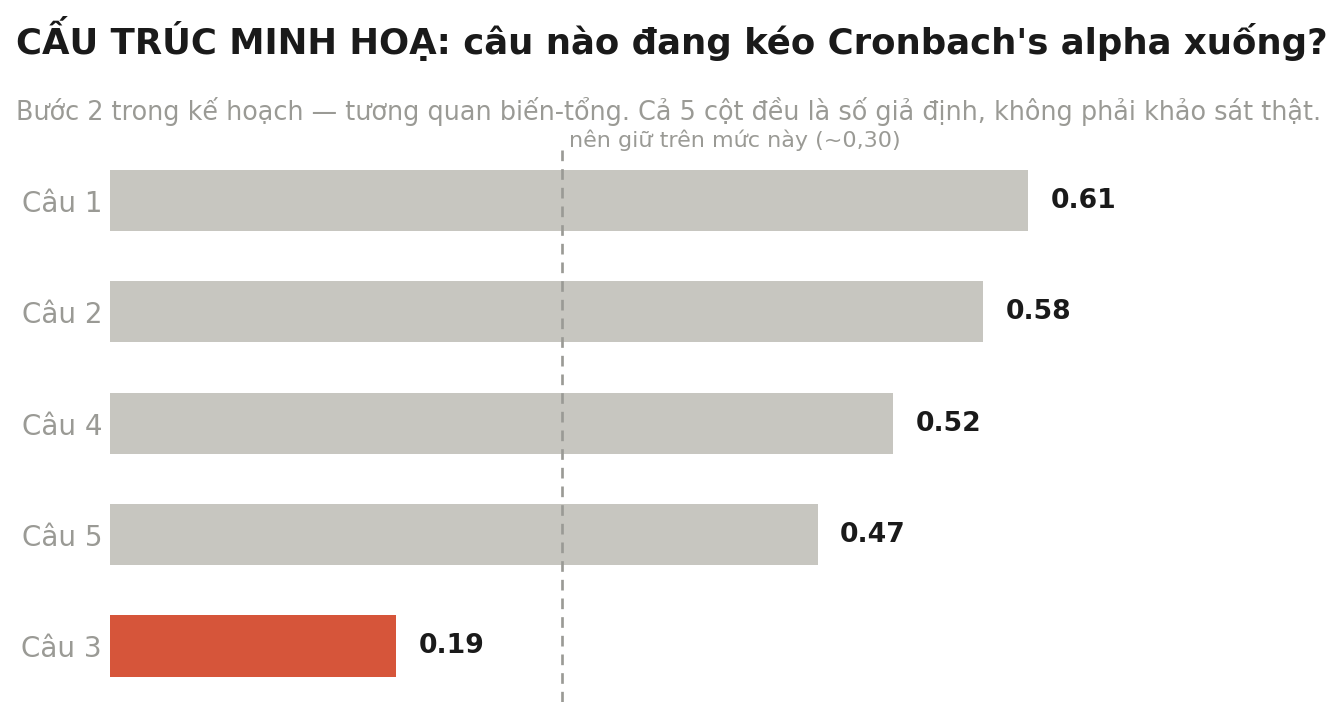 CẤU TRÚC MINH HOẠ: câu nào đang kéo Cronbach's alpha xuống?
Bước 2 trong kế hoạch — tương quan biến-tổng. Cả 5 cột đều là số giả định, không phải khảo sát thật.
nên giữ trên mức này (~0,30)
Câu 1 0.61
Câu 2 0.58
Câu 4 0.52
Câu 5 0.47
Câu 3 0.19